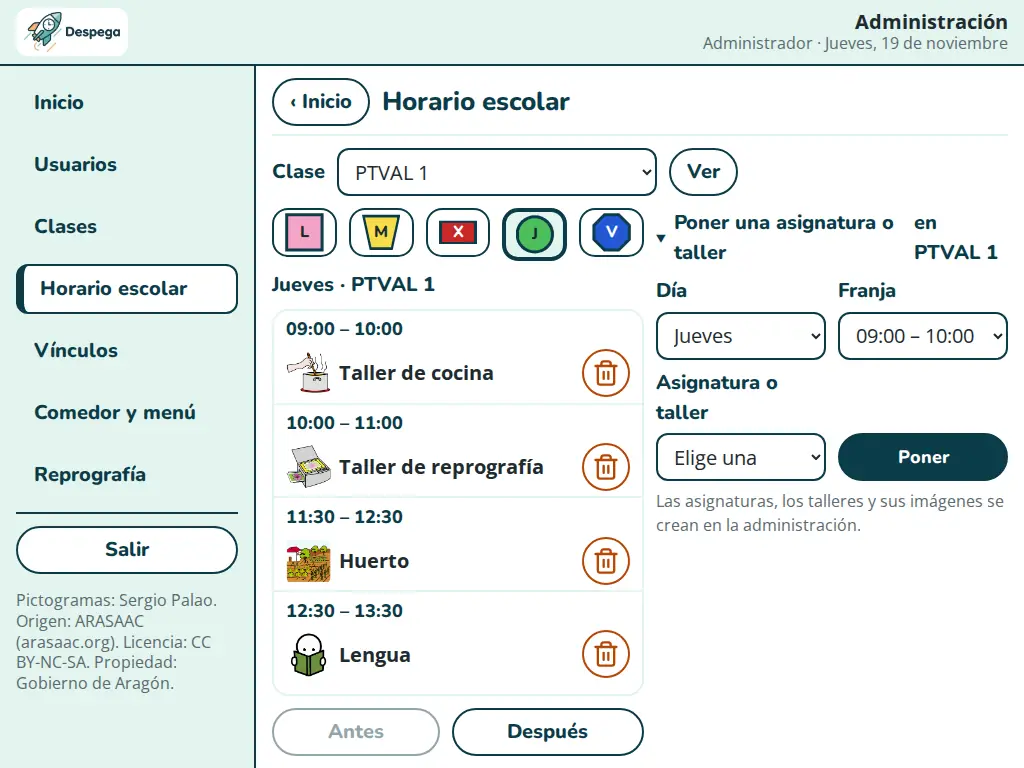 Despega
Administración
Administrador · Jueves, 19 de noviembre
Inicio
Usuarios
Clases
Horario escolar
Vínculos
Comedor y menú
Reprografía
Salir
Pictogramas: Sergio Palao.
Origen: ARASAAC
(arasaac.org). Licencia: CC
BY-NC-SA. Propiedad:
Gobierno de Aragón.
‹ Inicio
Horario escolar
Clase
PTVAL 1
Ver
L
M
X
J
V
Jueves · PTVAL 1
09:00 – 10:00
Taller de cocina
10:00 – 11:00
Taller de reprografía
11:30 – 12:30
Huerto
12:30 – 13:30
Lengua
Antes
Después
Poner una asignatura o
taller
en
PTVAL 1
Día
Franja
Jueves
09:00 – 10:00
Asignatura o
taller
Elige una
Poner
Las asignaturas, los talleres y sus imágenes se
crean en la administración.